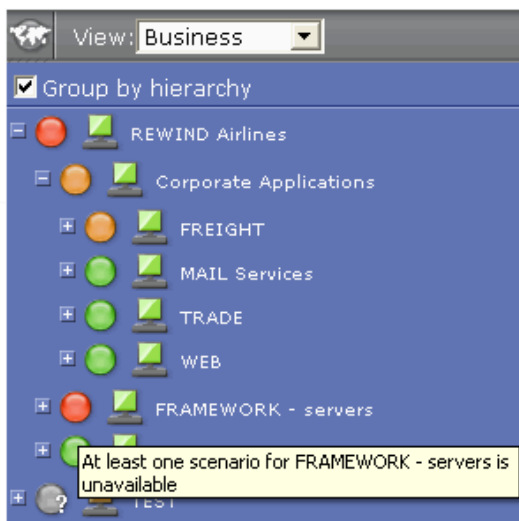 View: Business
Group by hierarchy
REWIND Airlines
Corporate Applications
FREIGHT
MAIL Services
TRADE
WEB
FRAMEWORK - servers
At least one scenario for FRAMEWORK - servers is
unavailable
TEST